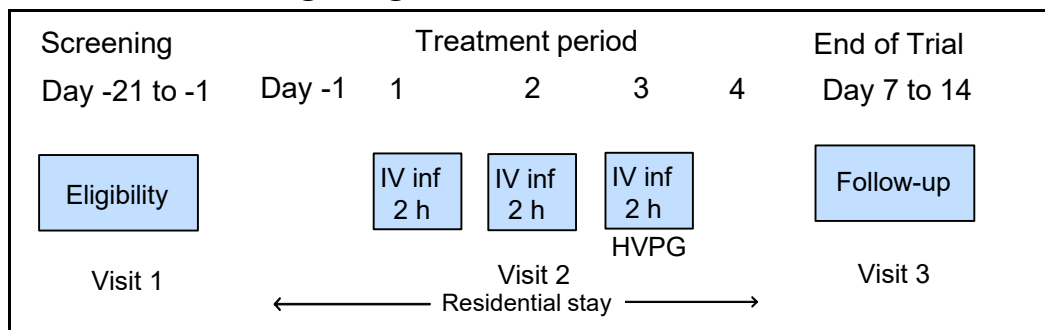 Screening Treatment period End of Trial
Day -21 to -1 Day -1 1 2 3 4 Day 7 to 14
Eligibility
IV inf
2 h
IV inf
2 h
IV inf
2 h
Follow-up
HVPG
Visit 1 Visit 2 Visit 3
Residential stay